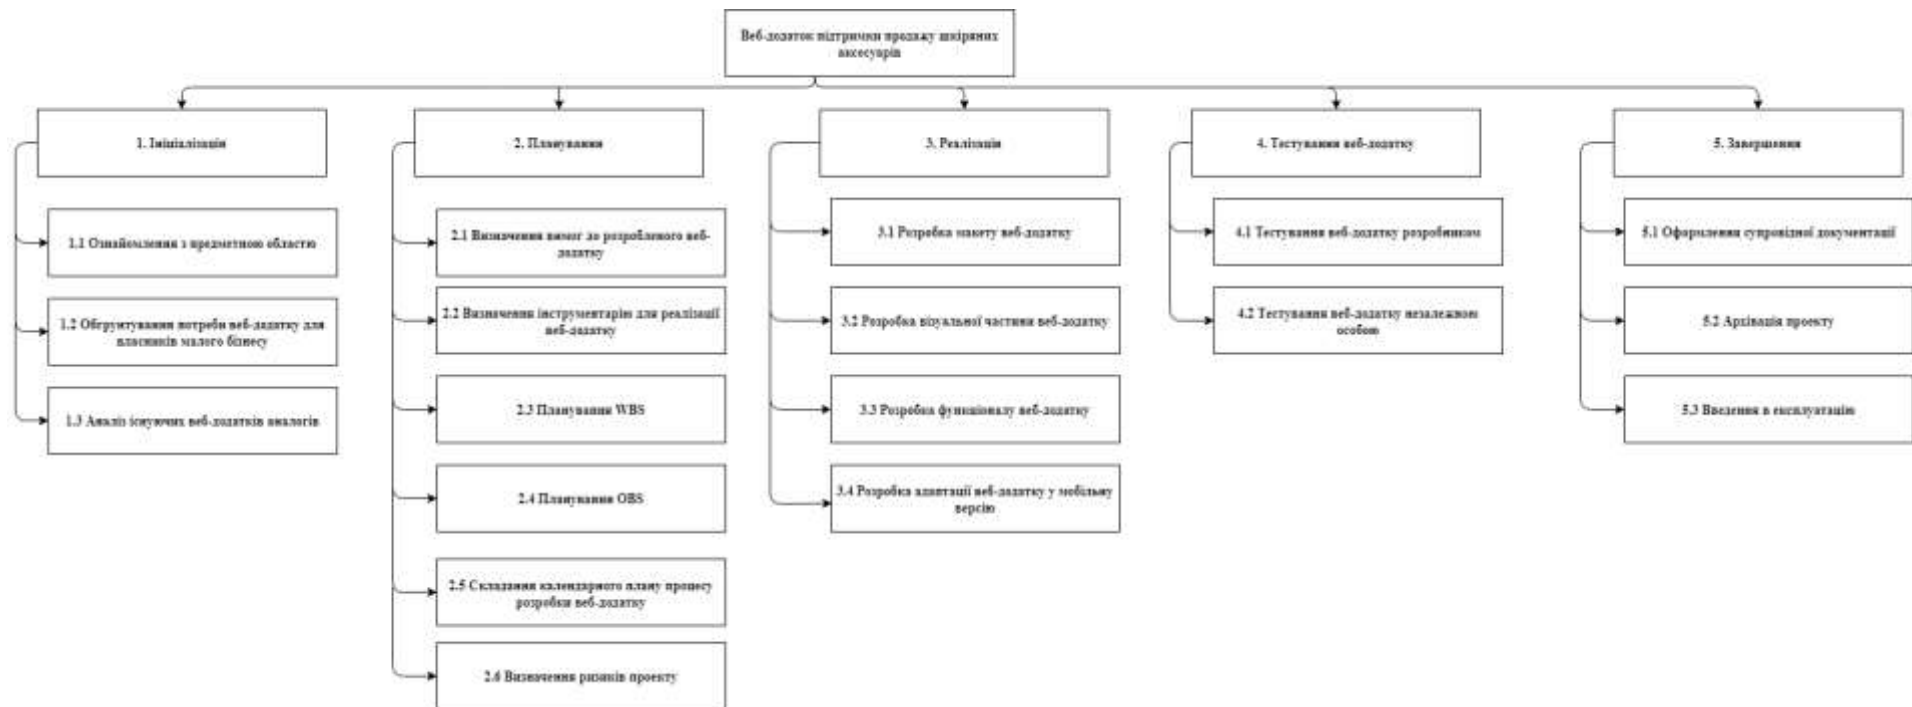 Веб-додаток підтрички продажу шкіряних
аксесуарів
1. Ініціалізація
2. Планування
3. Реалізація
4. Тестування веб-додатку
5. Завершення
1.1 Ознайомлення з предметною областю
1.2 Обґрунтування потреби веб-додатку для
власників малого бізнесу
1.3 Аналіз існуючих веб-додатків аналогів
2.1 Визначення вимог до розробленого веб-
додатку
2.2 Визначення інструментарію для реалізації
веб-додатку
2.3 Планування WBS
2.4 Планування OBS
2.5 Складання календарного плану процесу
розробки веб-додатку
2.6 Визначення ризиків проекту
3.1 Розробка макету веб-додатку
3.2 Розробка візуальної частини веб-додатку
3.3 Розробка функціоналу веб-додатку
3.4 Розробка адаптації веб-додатку у мобільну
версію
4.1 Тестування веб-додатку розробником
4.2 Тестування веб-додатку незалежною
особою
5.1 Оформлення супровідної документації
5.2 Архівація проекту
5.3 Введення в експлуатацію